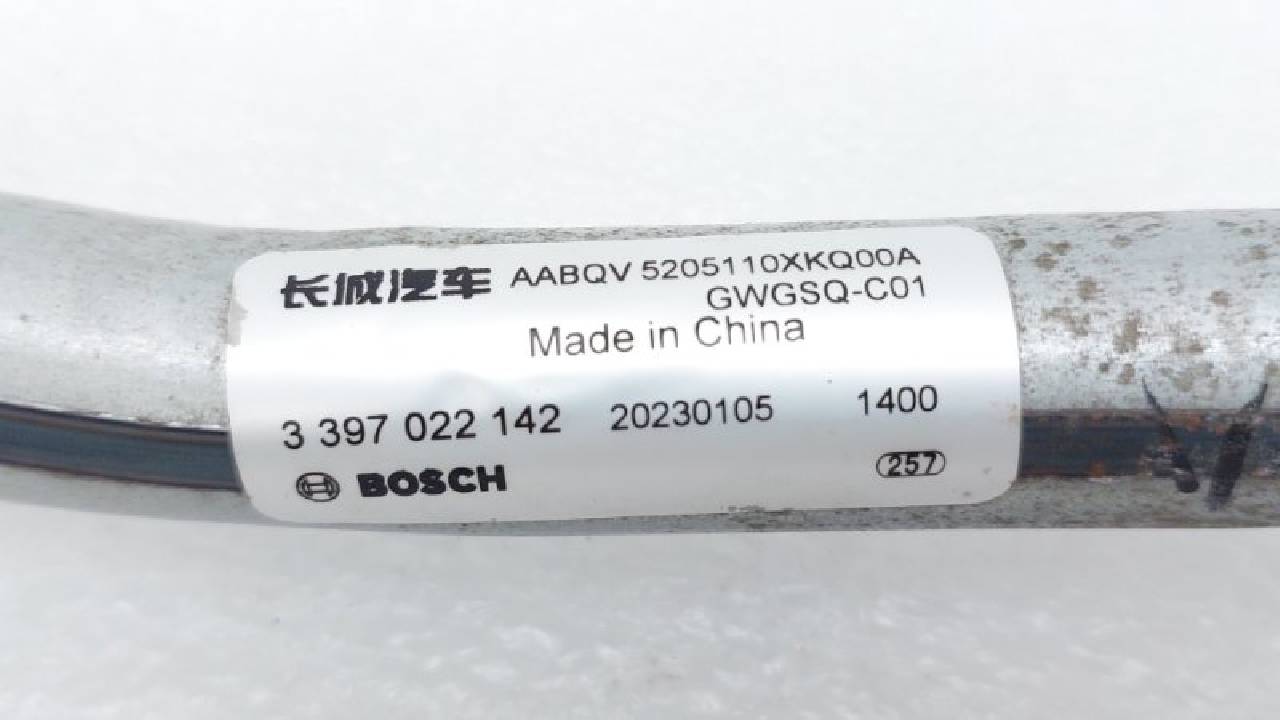 长城汽车 AABQV 5205110XKQ00A
GWGSQ-C01
Made in China
3 397 022 142 20230105 1400
BOSCH 257